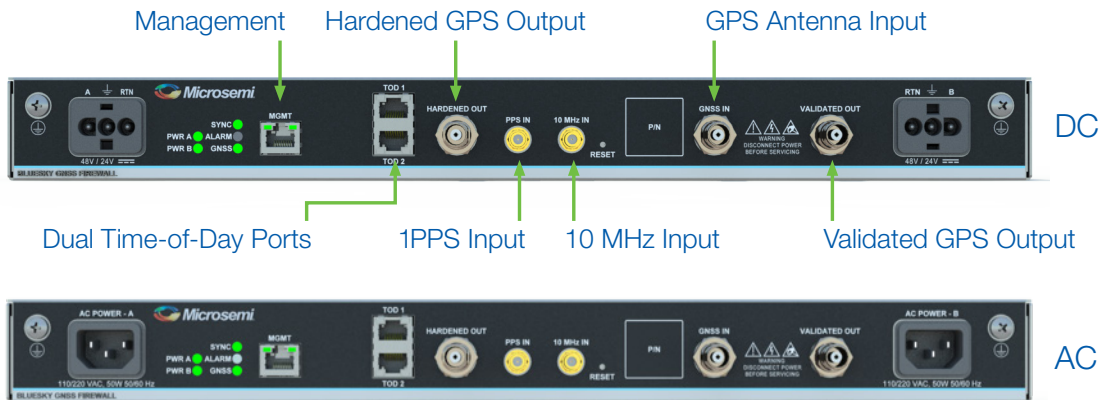 Management
Hardened GPS Output
GPS Antenna Input
A RTN
Microsemi
SYNC
PWR A ALARM
PWR B GNSS
MGMT
TOD 1
TOD 2
HARDENED OUT
PPS IN
10 MHz IN
RESET
P/N
GNSS IN
WARNING
DISCONNECT POWER
BEFORE SERVICING
VALIDATED OUT
RTN B
48V / 24V
48V / 24V
BLUESKY GNSS FIREWALL
DC
Dual Time-of-Day Ports
1PPS Input
10 MHz Input
Validated GPS Output
AC POWER - A
Microsemi
SYNC
PWR A ALARM
PWR B GNSS
MGMT
TOD 1
TOD 2
HARDENED OUT
PPS IN
10 MHz IN
RESET
P/N
GNSS IN
WARNING
DISCONNECT POWER
BEFORE SERVICING
VALIDATED OUT
AC POWER - B
110/220 VAC, 50W 50/60 Hz
110/220 VAC, 50W 50/60 Hz
BLUESKY GNSS FIREWALL
AC